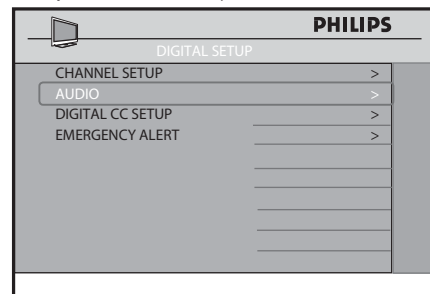 PHILIPS
DIGITAL SETUP
CHANNEL SETUP >
AUDIO >
DIGITAL CC SETUP >
EMERGENCY ALERT >